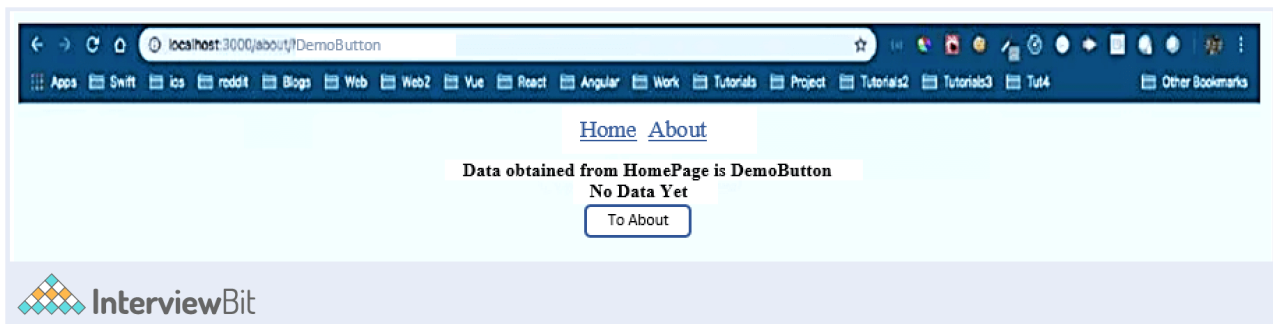 localhost:3000/about/?DemoButton
Apps Swift ios reddit Blogs Web Web2 Vue React Angular Work Tutorials Project Tutorials2 Tutorials3 Tut4 Other Bookmarks
Home About
Data obtained from HomePage is DemoButton
No Data Yet
To About
InterviewBit